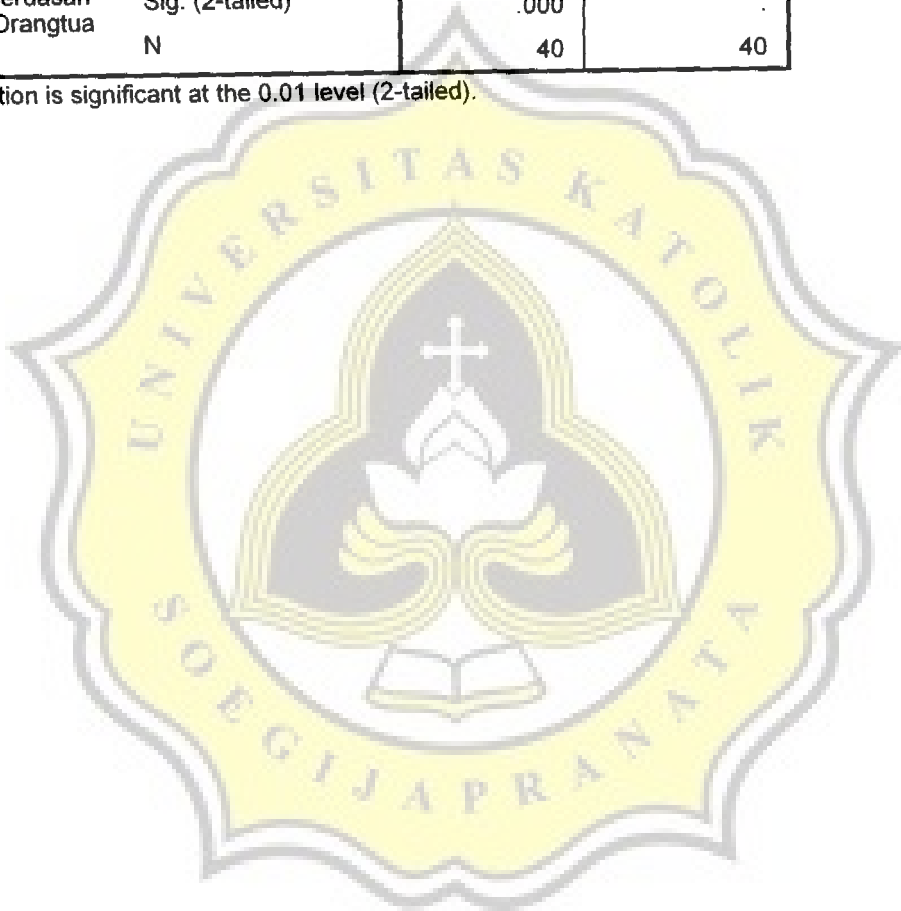 Sig. (2-tailed) .000 .
Orangtua
N 40 40
tion is significant at the 0.01 level (2-tailed).
UNIVERSITAS KATOLIK
SOEGIJAPRANATA